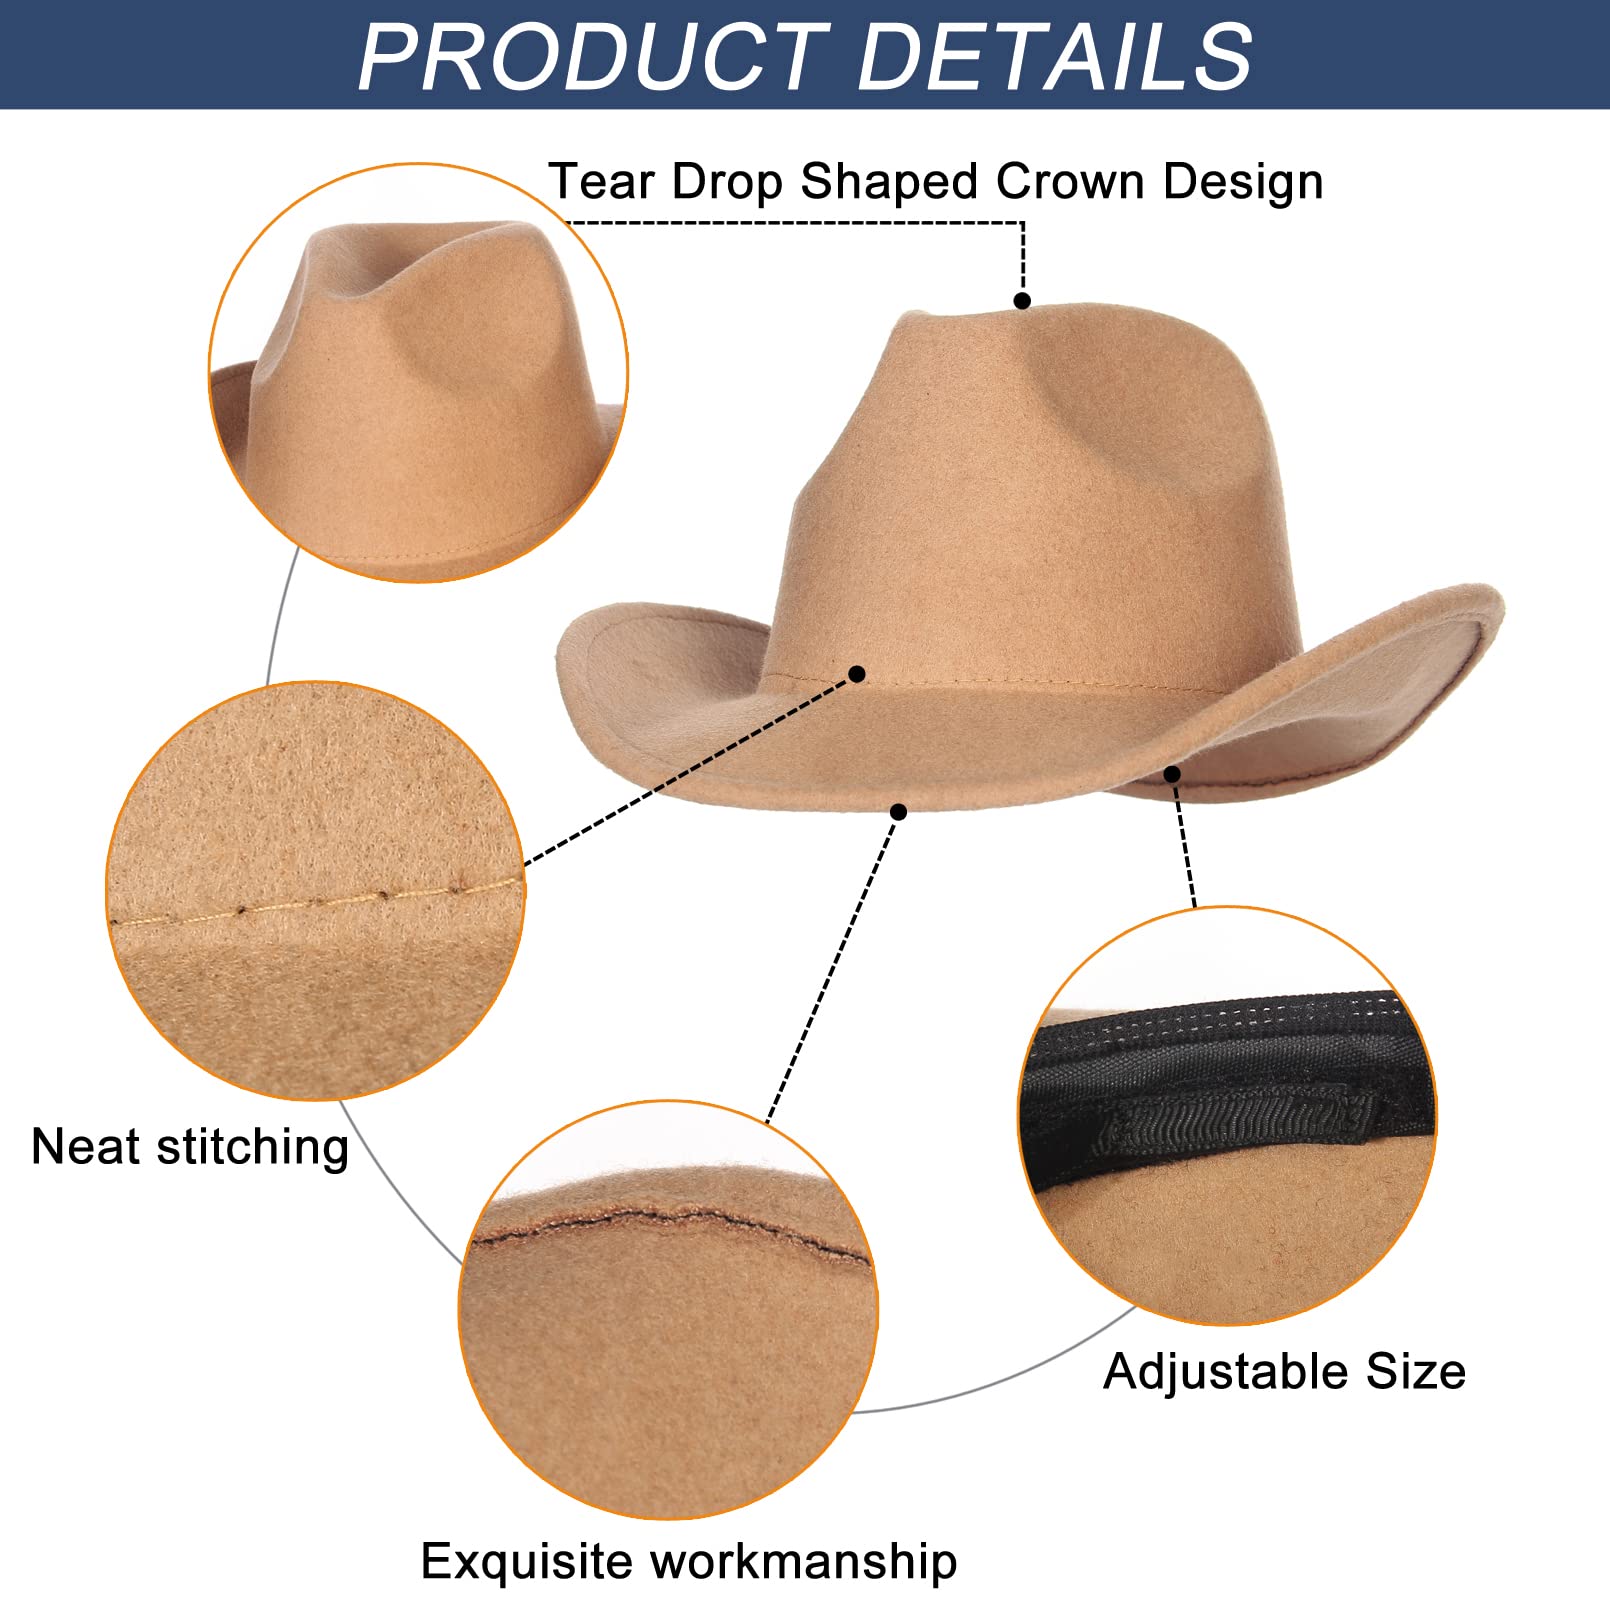 PRODUCT DETAILS
Tear Drop Shaped Crown Design
Neat stitching
Adjustable Size
Exquisite workmanship